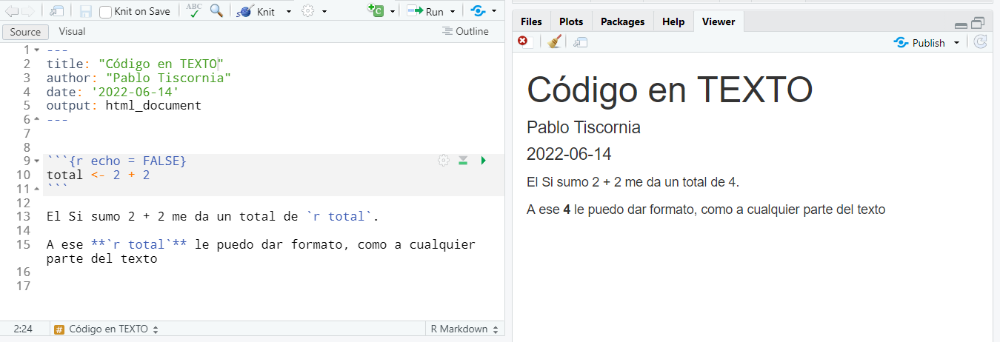 Knit on Save
ABC
Knit
C
Run
Source
Visual
Outline
1 ---
2 title: "Código en TEXTO"
3 author: "Pablo Tiscornia"
4 date: '2022-06-14'
5 output: html_document
6 ---
7
8
9 ```{r echo = FALSE}
10 total <- 2 + 2
11 ```
12
13 El Si sumo 2 + 2 me da un total de `r total`.
14
15 A ese **`r total`** le puedo dar formato, como a cualquier
parte del texto
16
17
2:24
# Código en TEXTO
R Markdown
Files
Plots
Packages
Help
Viewer
Publish
Código en TEXTO
Pablo Tiscornia
2022-06-14
El Si sumo 2 + 2 me da un total de 4.
A ese 4 le puedo dar formato, como a cualquier parte del texto